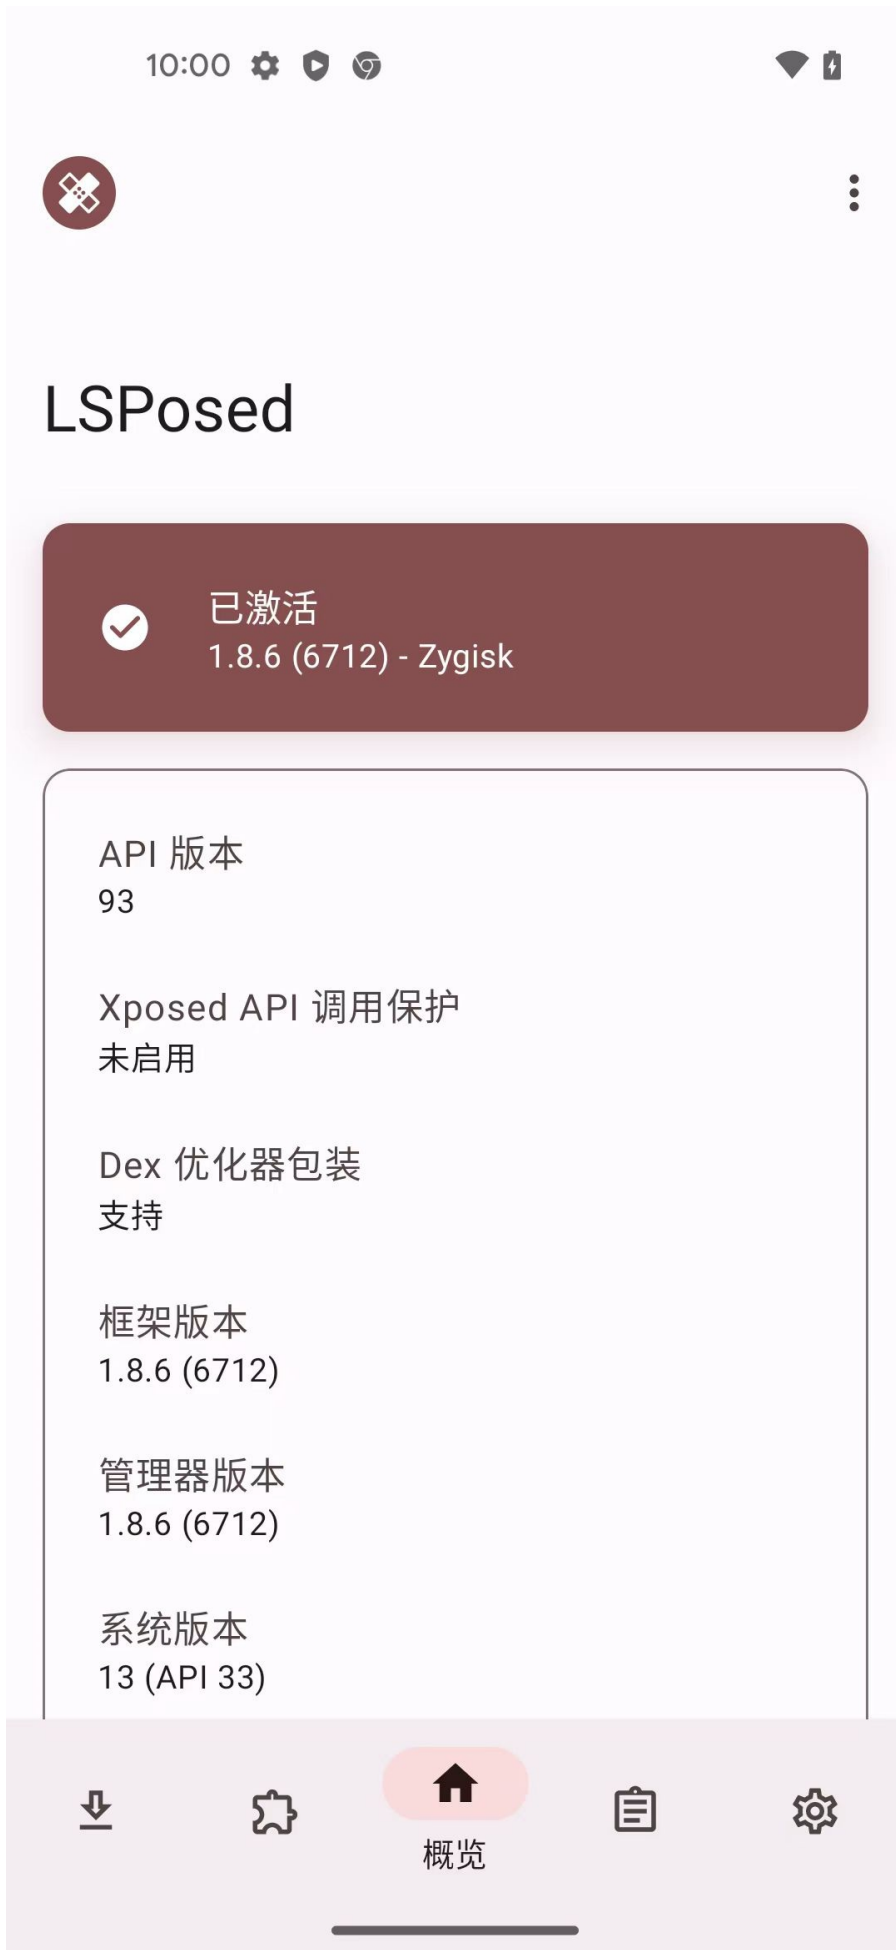 10:00
LSPosed
已激活
1.8.6 (6712) - Zygisk
API 版本
93
Xposed API 调用保护
未启用
Dex 优化器包装
支持
框架版本
1.8.6 (6712)
管理器版本
1.8.6 (6712)
系统版本
13 (API 33)
概览